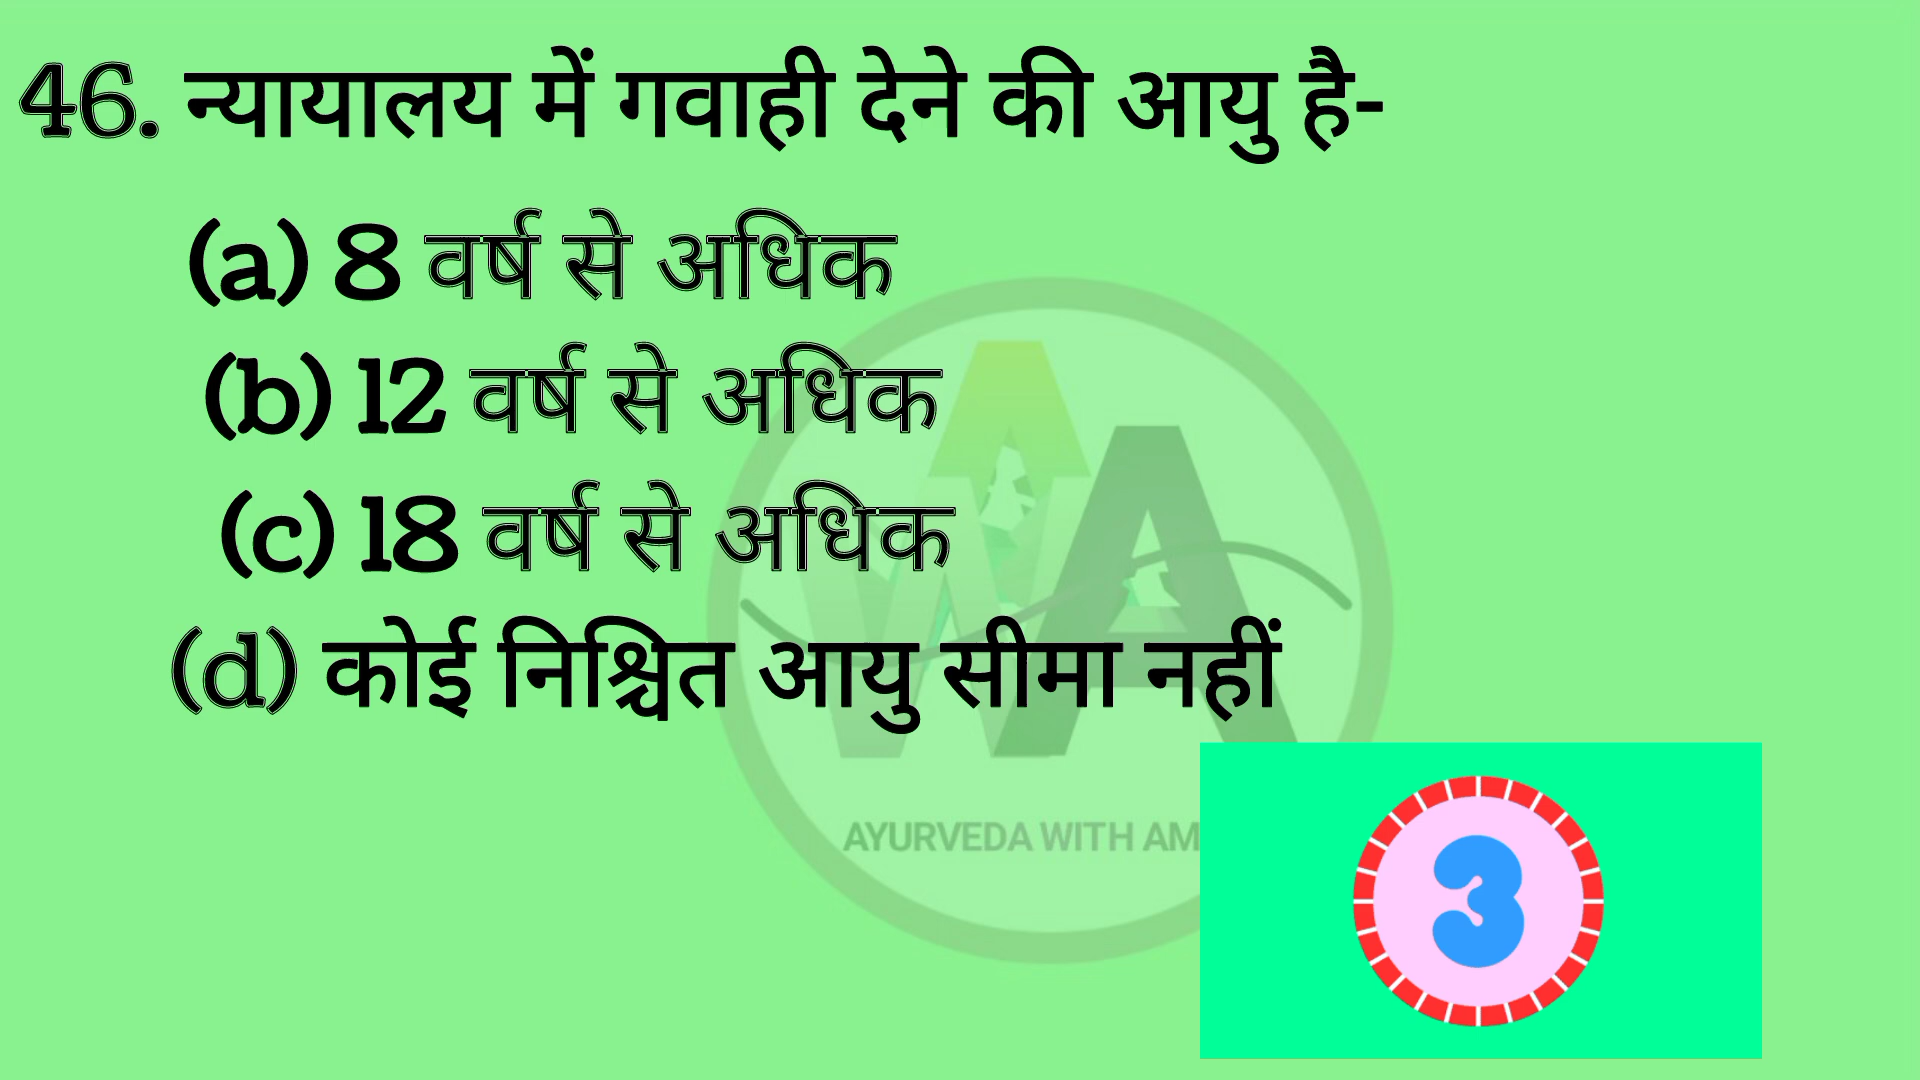 46. न्यायालय में गवाही देने की आयु है-
(a) 8 वर्ष से अधिक
(b) 12 वर्ष से अधिक
(c) 18 वर्ष से अधिक
(d) कोई निश्चित आयु सीमा नहीं
WA
AYURVEDA WITH AM
3